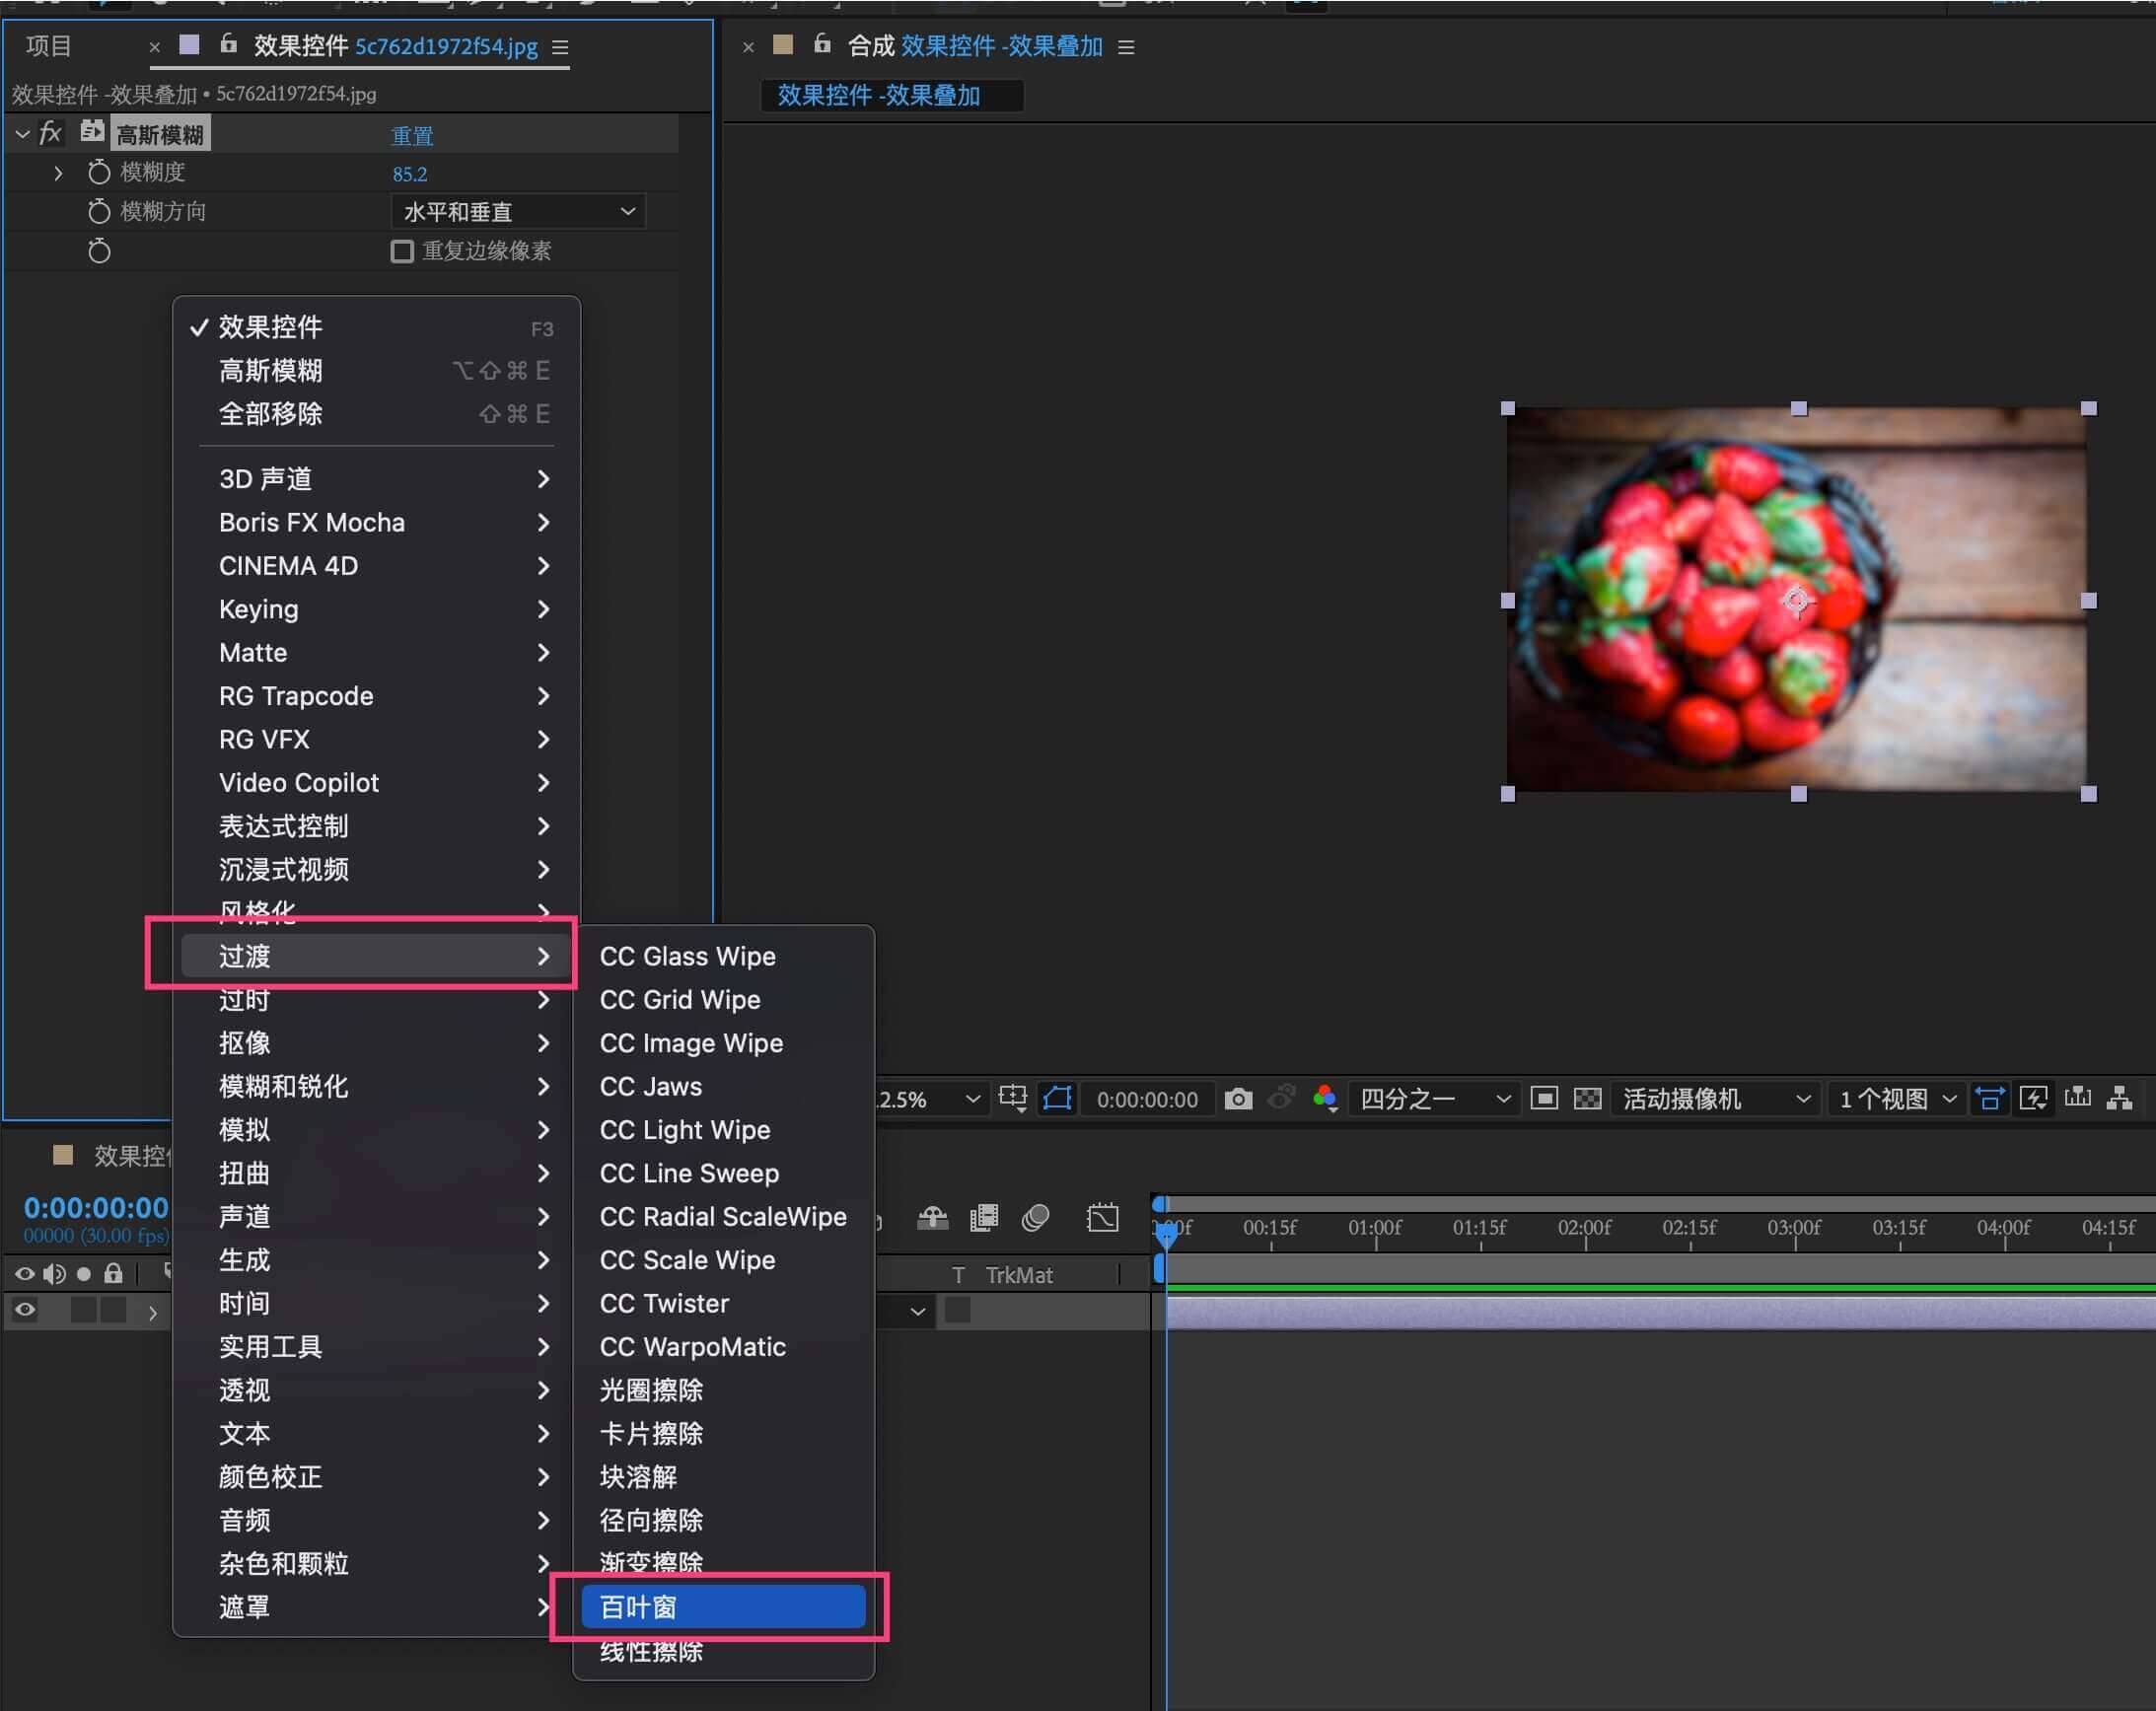 项目
× 效果控件 5c762d1972f54.jpg
效果控件 -效果叠加 • 5c762d1972f54.jpg
fx 高斯模糊 重置
模糊度 85.2
模糊方向 水平和垂直
重复边缘像素
× 合成 效果控件 -效果叠加
效果控件 -效果叠加
✓ 效果控件 F3
高斯模糊 ⌥⇧⌘E
全部移除 ⇧⌘E
3D 声道
Boris FX Mocha
CINEMA 4D
Keying
Matte
RG Trapcode
RG VFX
Video Copilot
表达式控制
沉浸式视频
风格化
过渡
过时
抠像
模糊和锐化
模拟
扭曲
声道
生成
时间
实用工具
透视
文本
颜色校正
音频
杂色和颗粒
遮罩
CC Glass Wipe
CC Grid Wipe
CC Image Wipe
CC Jaws
CC Light Wipe
CC Line Sweep
CC Radial ScaleWipe
CC Scale Wipe
CC Twister
CC WarpoMatic
光圈擦除
卡片擦除
块溶解
径向擦除
渐变擦除
百叶窗
线性擦除
2.5% 0:00:00:00 四分之一 活动摄像机 1 个视图
效果控件
0:00:00:00
00000 (30.00 fps)
T TrkMat
00f 00:15f 01:00f 01:15f 02:00f 02:15f 03:00f 03:15f 04:00f 04:15f